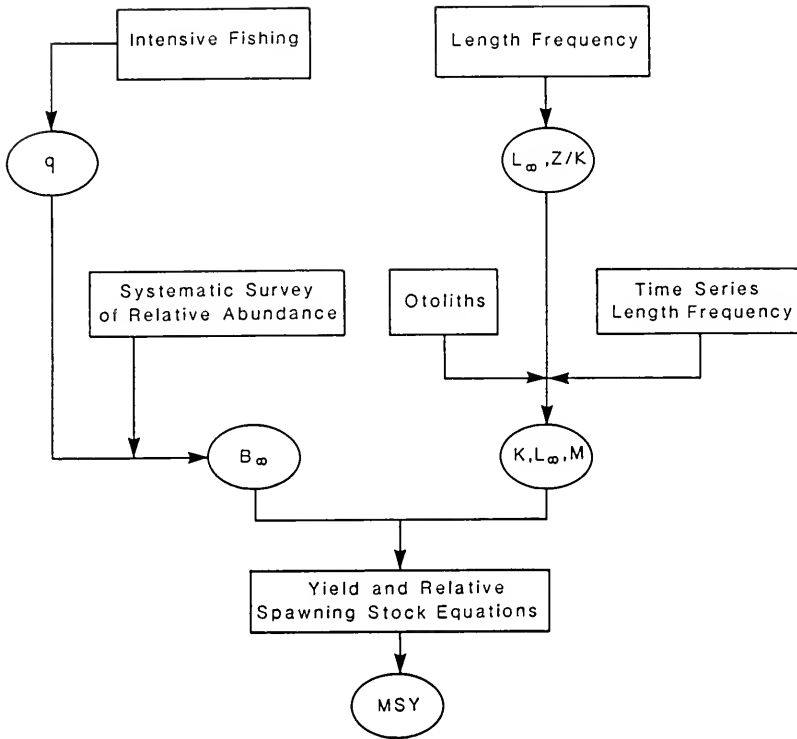 Intensive Fishing
Length Frequency
q
L∞,Z/K
Systematic Survey
of Relative Abundance
Otoliths
Time Series
Length Frequency
B∞
K,L∞,M
Yield and Relative
Spawning Stock Equations
MSY